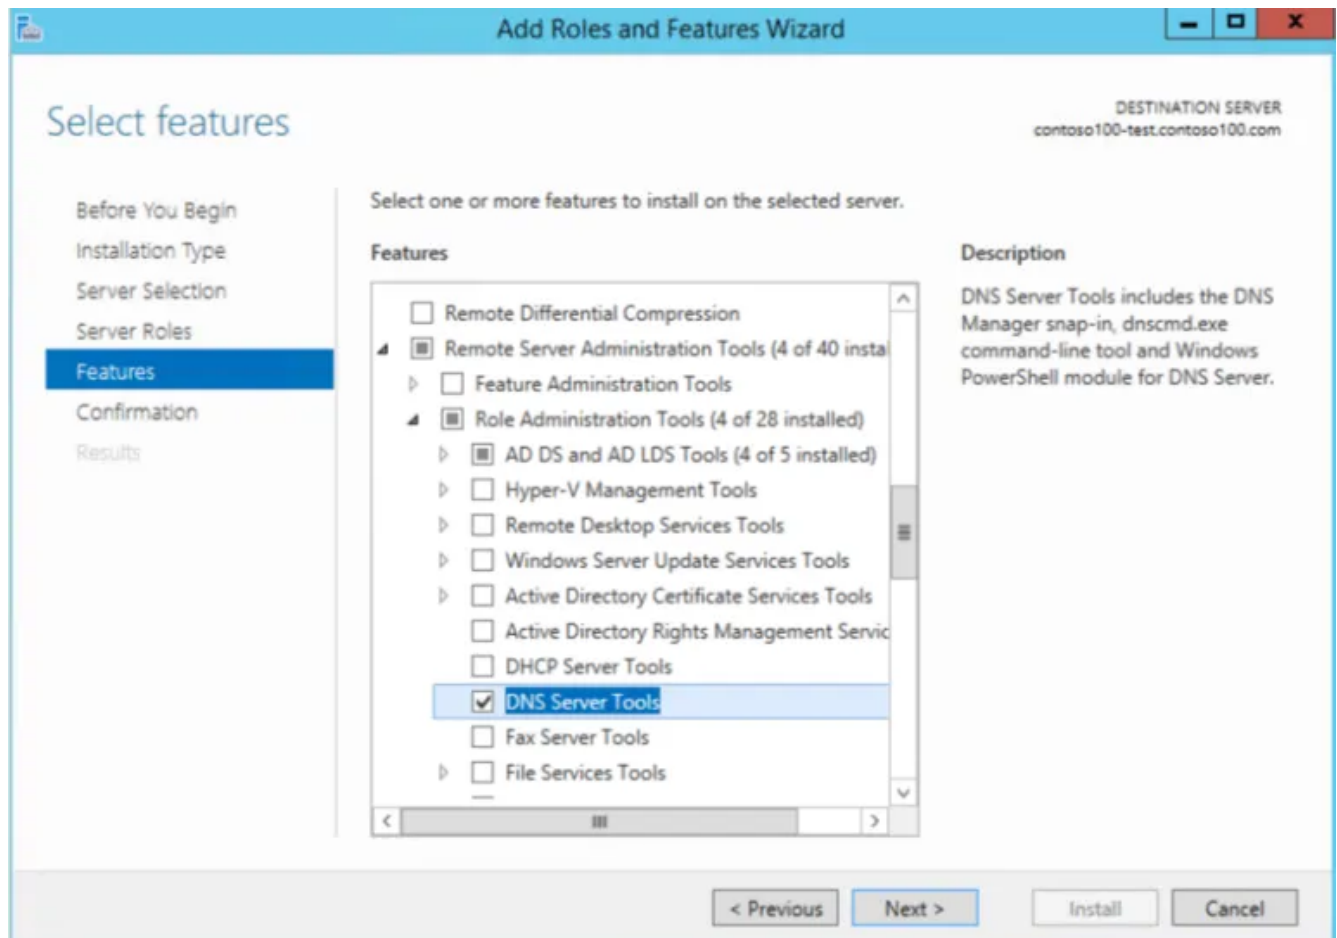 Add Roles and Features Wizard
Select features
DESTINATION SERVER
contoso100-test.contoso100.com
Before You Begin
Installation Type
Server Selection
Server Roles
Features
Confirmation
Results
Select one or more features to install on the selected server.
Features
Remote Differential Compression
Remote Server Administration Tools (4 of 40 instal
Feature Administration Tools
Role Administration Tools (4 of 28 installed)
AD DS and AD LDS Tools (4 of 5 installed)
Hyper-V Management Tools
Remote Desktop Services Tools
Windows Server Update Services Tools
Active Directory Certificate Services Tools
Active Directory Rights Management Servic
DHCP Server Tools
DNS Server Tools
Fax Server Tools
File Services Tools
Description
DNS Server Tools includes the DNS
Manager snap-in, dnscmd.exe
command-line tool and Windows
PowerShell module for DNS Server.
< Previous
Next >
Install
Cancel